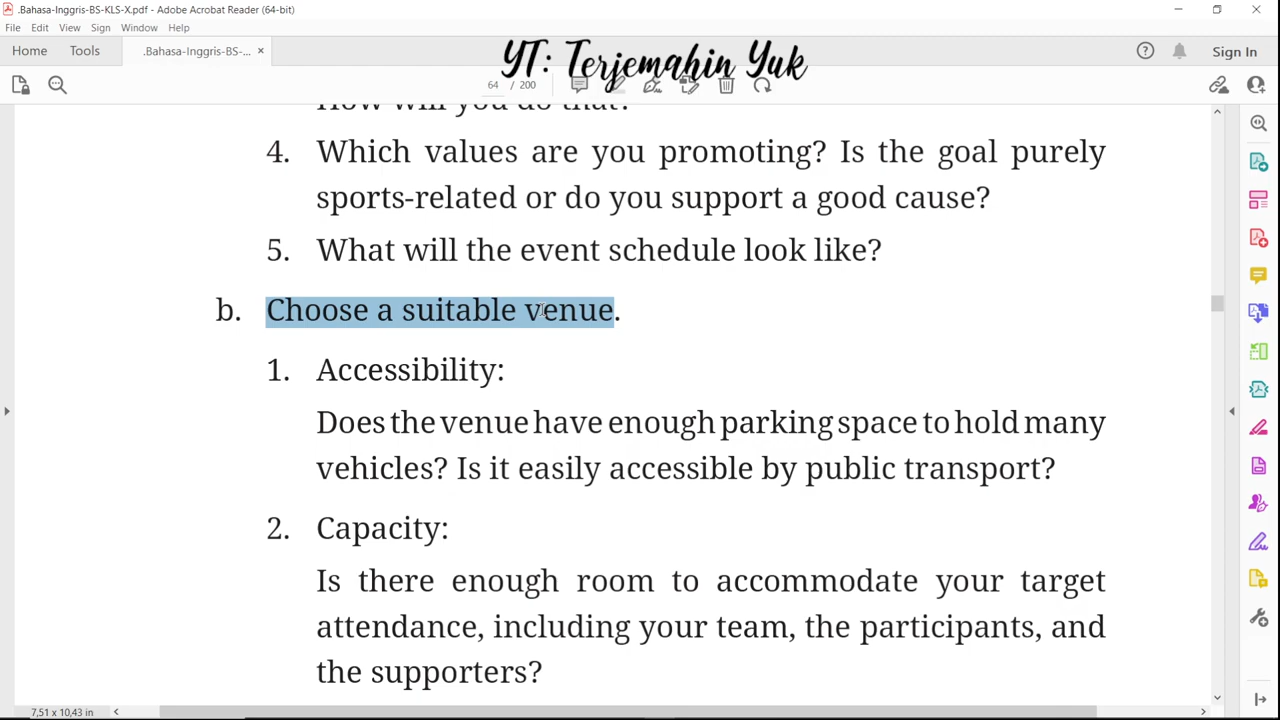 .Bahasa-Inggris-BS-KLS-X.pdf - Adobe Acrobat Reader (64-bit)
File Edit View Sign Window Help
Home Tools .Bahasa-Inggris-BS-... × Sign In
YT: Terjemahin Yuk
64 / 200
How will you do that?
4. Which values are you promoting? Is the goal purely
sports-related or do you support a good cause?
5. What will the event schedule look like?
b. Choose a suitable venue.
1. Accessibility:
Does the venue have enough parking space to hold many
vehicles? Is it easily accessible by public transport?
2. Capacity:
Is there enough room to accommodate your target
attendance, including your team, the participants, and
the supporters?
7,51 x 10,43 in